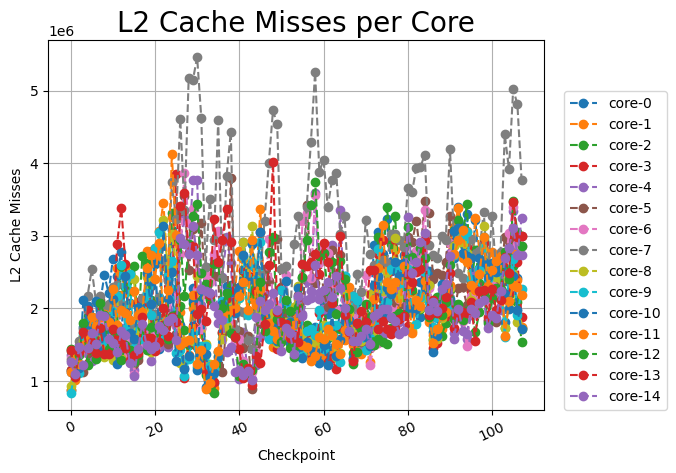 L2 Cache Misses per Core
1e6
5
4
3
2
1
L2 Cache Misses
0
20
40
60
80
100
Checkpoint
core-0
core-1
core-2
core-3
core-4
core-5
core-6
core-7
core-8
core-9
core-10
core-11
core-12
core-13
core-14